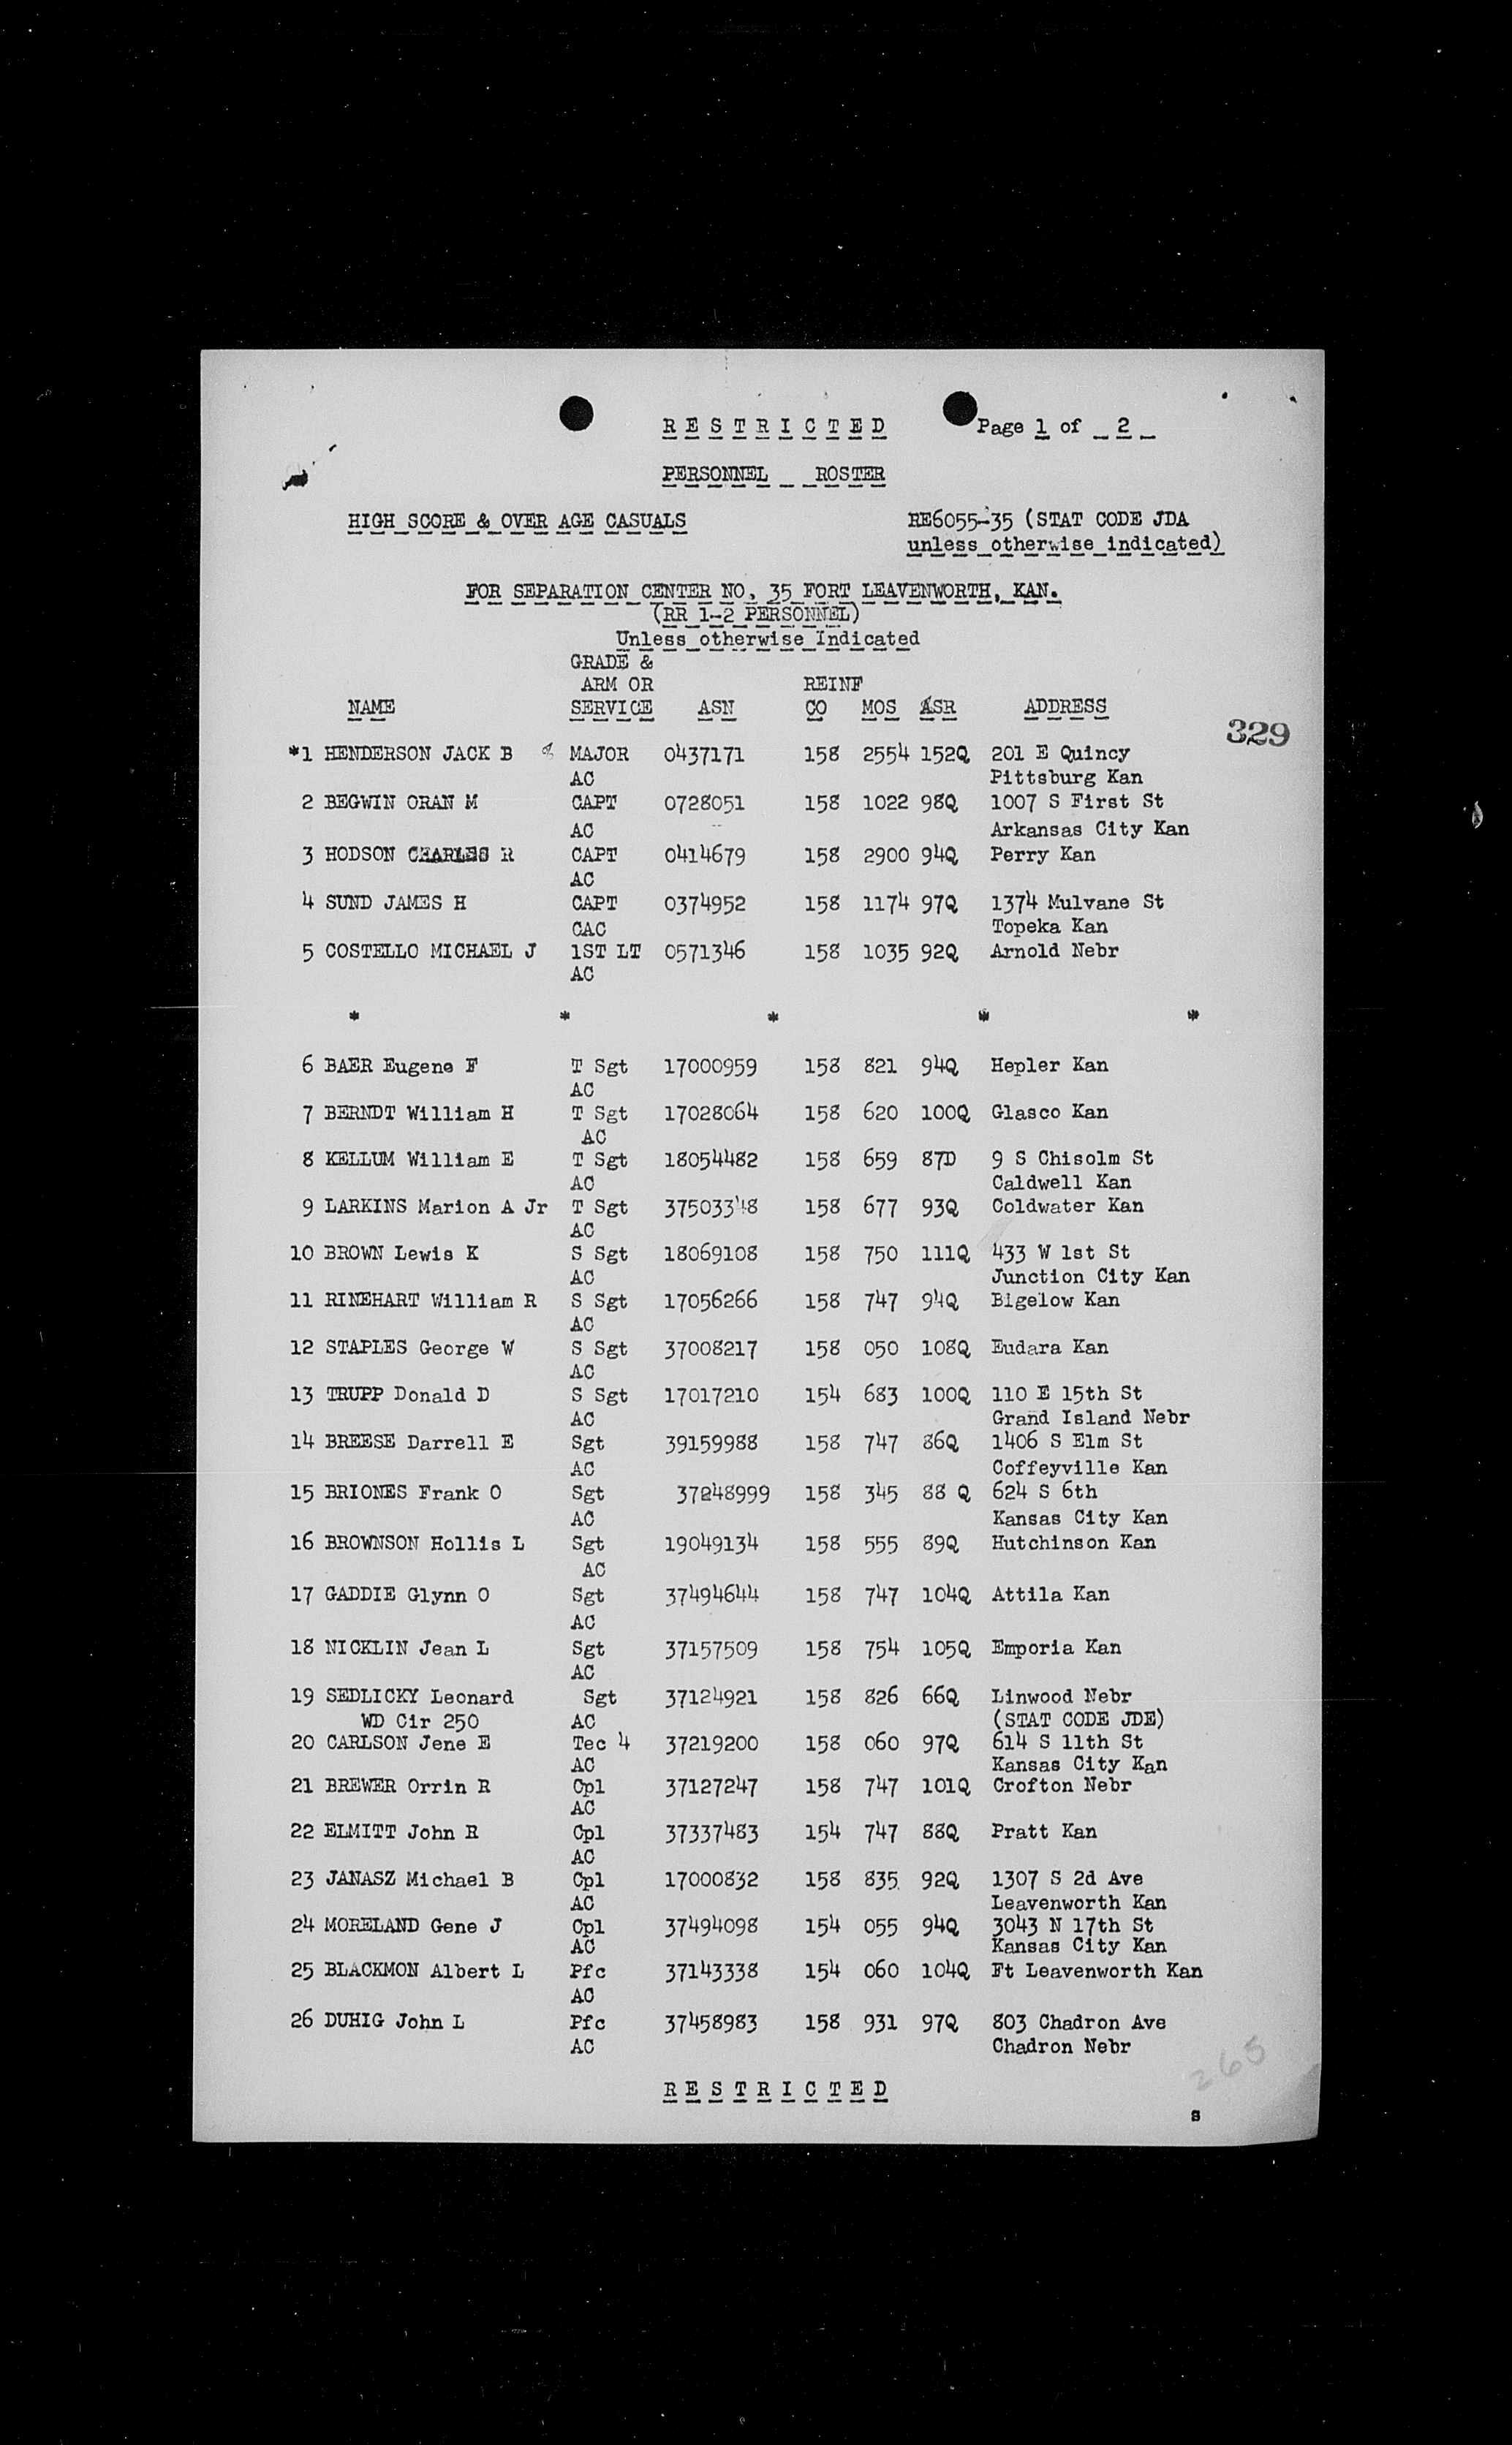 R E S T R I C T E D Page 1 of 2
PERSONNEL ROSTER
HIGH SCORE & OVER AGE CASUALS RE6055-35 (STAT CODE JDA
unless otherwise indicated)
FOR SEPARATION CENTER NO. 35 FORT LEAVENWORTH, KAN.
(RR 1-2 PERSONNEL)
Unless otherwise Indicated
GRADE &
ARM OR REINF
NAME SERVICE ASN CO MOS ASR ADDRESS
329
*1 HENDERSON JACK B MAJOR 0437171 158 2554 152Q 201 E Quincy
AC Pittsburg Kan
2 BEGWIN ORAN M CAPT 0728051 158 1022 98Q 1007 S First St
AC Arkansas City Kan
3 HODSON CHARLES R CAPT 0414679 158 2900 94Q Perry Kan
AC
4 SUND JAMES H CAPT 0374952 158 1174 97Q 1374 Mulvane St
CAC Topeka Kan
5 COSTELLO MICHAEL J 1ST LT 0571346 158 1035 92Q Arnold Nebr
AC
* * * * *
6 BAER Eugene F T Sgt 17000959 158 821 94Q Hepler Kan
AC
7 BERNDT William H T Sgt 17028064 158 620 100Q Glasco Kan
AC
8 KELLUM William E T Sgt 18054482 158 659 87D 9 S Chisolm St
AC Caldwell Kan
9 LARKINS Marion A Jr T Sgt 37503348 158 677 93Q Coldwater Kan
AC
10 BROWN Lewis K S Sgt 18069108 158 750 111Q 433 W 1st St
AC Junction City Kan
11 RINEHART William R S Sgt 17056266 158 747 94Q Bigelow Kan
AC
12 STAPLES George W S Sgt 37008217 158 050 108Q Eudara Kan
AC
13 TRUPP Donald D S Sgt 17017210 154 683 100Q 110 E 15th St
AC Grand Island Nebr
14 BREESE Darrell E Sgt 39159988 158 747 86Q 1406 S Elm St
AC Coffeyville Kan
15 BRIONES Frank O Sgt 37248999 158 345 88 Q 624 S 6th
AC Kansas City Kan
16 BROWNSON Hollis L Sgt 19049134 158 555 89Q Hutchinson Kan
AC
17 GADDIE Glynn O Sgt 37494644 158 747 104Q Attila Kan
AC
18 NICKLIN Jean L Sgt 37157509 158 754 105Q Emporia Kan
AC
19 SEDLICKY Leonard Sgt 37124921 158 826 66Q Linwood Nebr
WD Cir 250 AC (STAT CODE JDE)
20 CARLSON Jene E Tec 4 37219200 158 060 97Q 614 S 11th St
AC Kansas City Kan
21 BREWER Orrin R Cpl 37127247 158 747 101Q Crofton Nebr
AC
22 ELMITT John R Cpl 37337483 154 747 88Q Pratt Kan
AC
23 JANASZ Michael B Cpl 17000832 158 835 92Q 1307 S 2d Ave
AC Leavenworth Kan
24 MORELAND Gene J Cpl 37494098 154 055 94Q 3043 N 17th St
AC Kansas City Kan
25 BLACKMON Albert L Pfc 37143338 154 060 104Q Ft Leavenworth Kan
AC
26 DUHIG John L Pfc 37458983 158 931 97Q 803 Chadron Ave
AC Chadron Nebr
265
R E S T R I C T E D
s